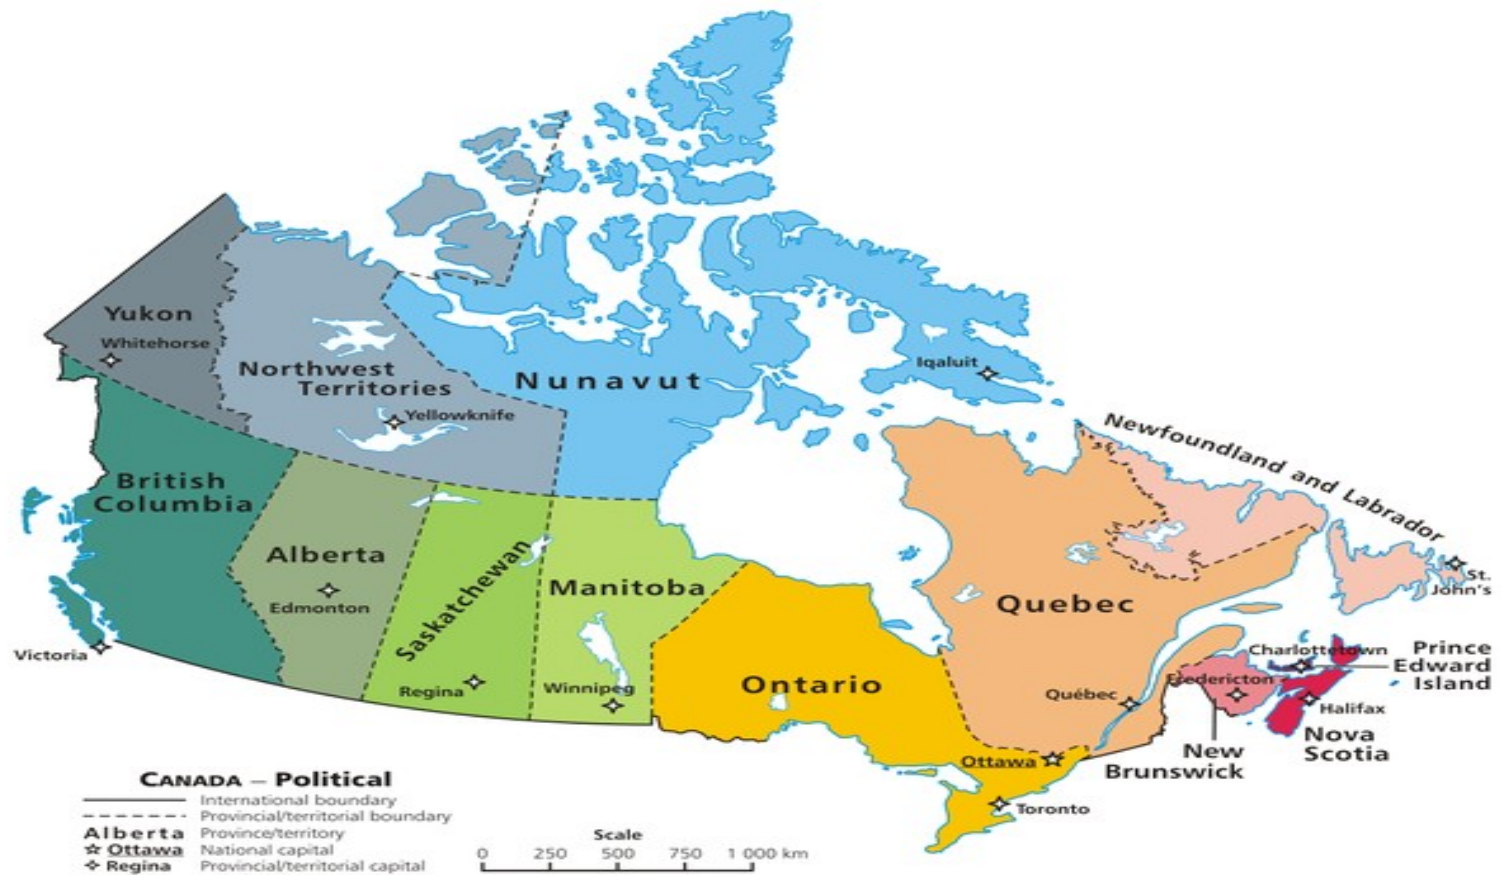 Yukon
Whitehorse
Northwest
Territories
Yellowknife
Nunavut
Iqaluit
British
Columbia
Victoria
Alberta
Edmonton
Saskatchewan
Regina
Manitoba
Winnipeg
Ontario
Ottawa
Toronto
Quebec
Québec
Newfoundland and Labrador
St.
John's
Charlottetown
Prince
Edward
Island
Fredericton
Halifax
Nova
Scotia
New
Brunswick
CANADA – Political
International boundary
Provincial/territorial boundary
Alberta Province/territory
Ottawa National capital
Regina Provincial/territorial capital
Scale
0 250 500 750 1 000 km